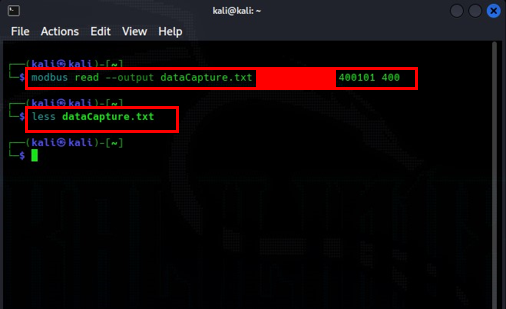 kali@kali: ~
File Actions Edit View Help
(kali㉿kali)-[~]
$ modbus read --output dataCapture.txt 400101 400
(kali㉿kali)-[~]
$ less dataCapture.txt
(kali㉿kali)-[~]
$